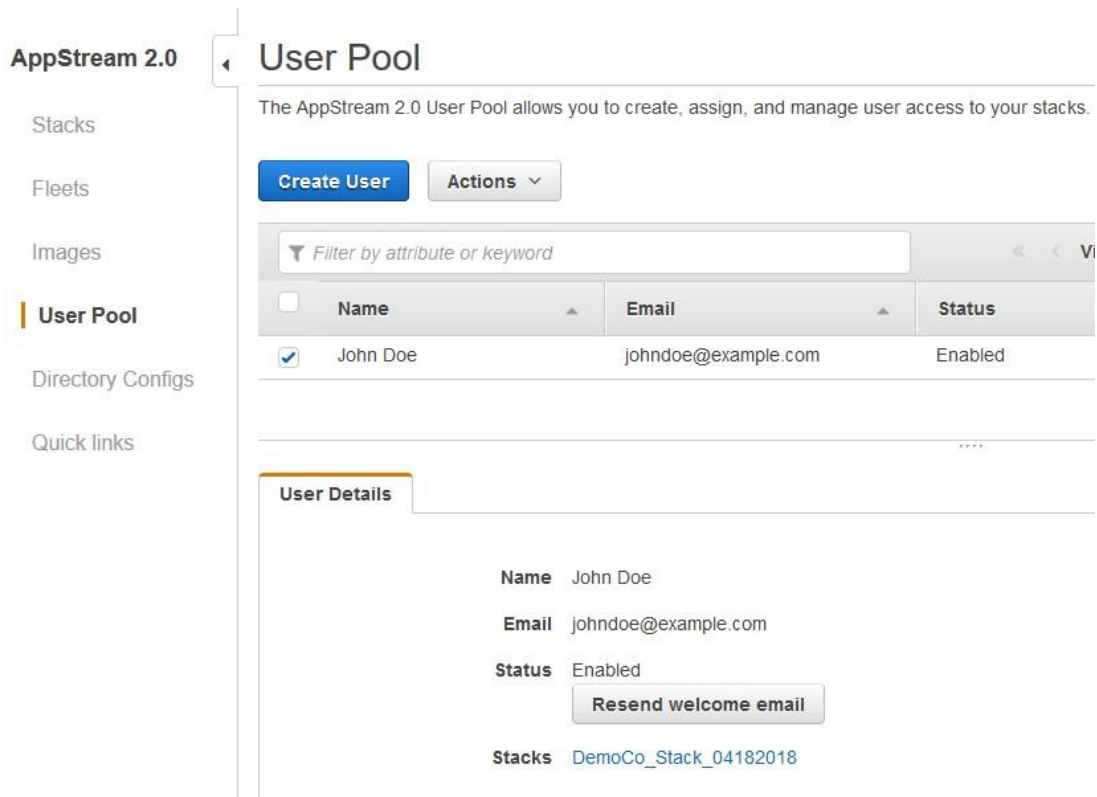 AppStream 2.0
Stacks
Fleets
Images
User Pool
Directory Configs
Quick links
User Pool
The AppStream 2.0 User Pool allows you to create, assign, and manage user access to your stacks.
Create User
Actions
Filter by attribute or keyword
Name Email Status
John Doe johndoe@example.com Enabled
User Details
Name John Doe
Email johndoe@example.com
Status Enabled
Resend welcome email
Stacks DemoCo_Stack_04182018